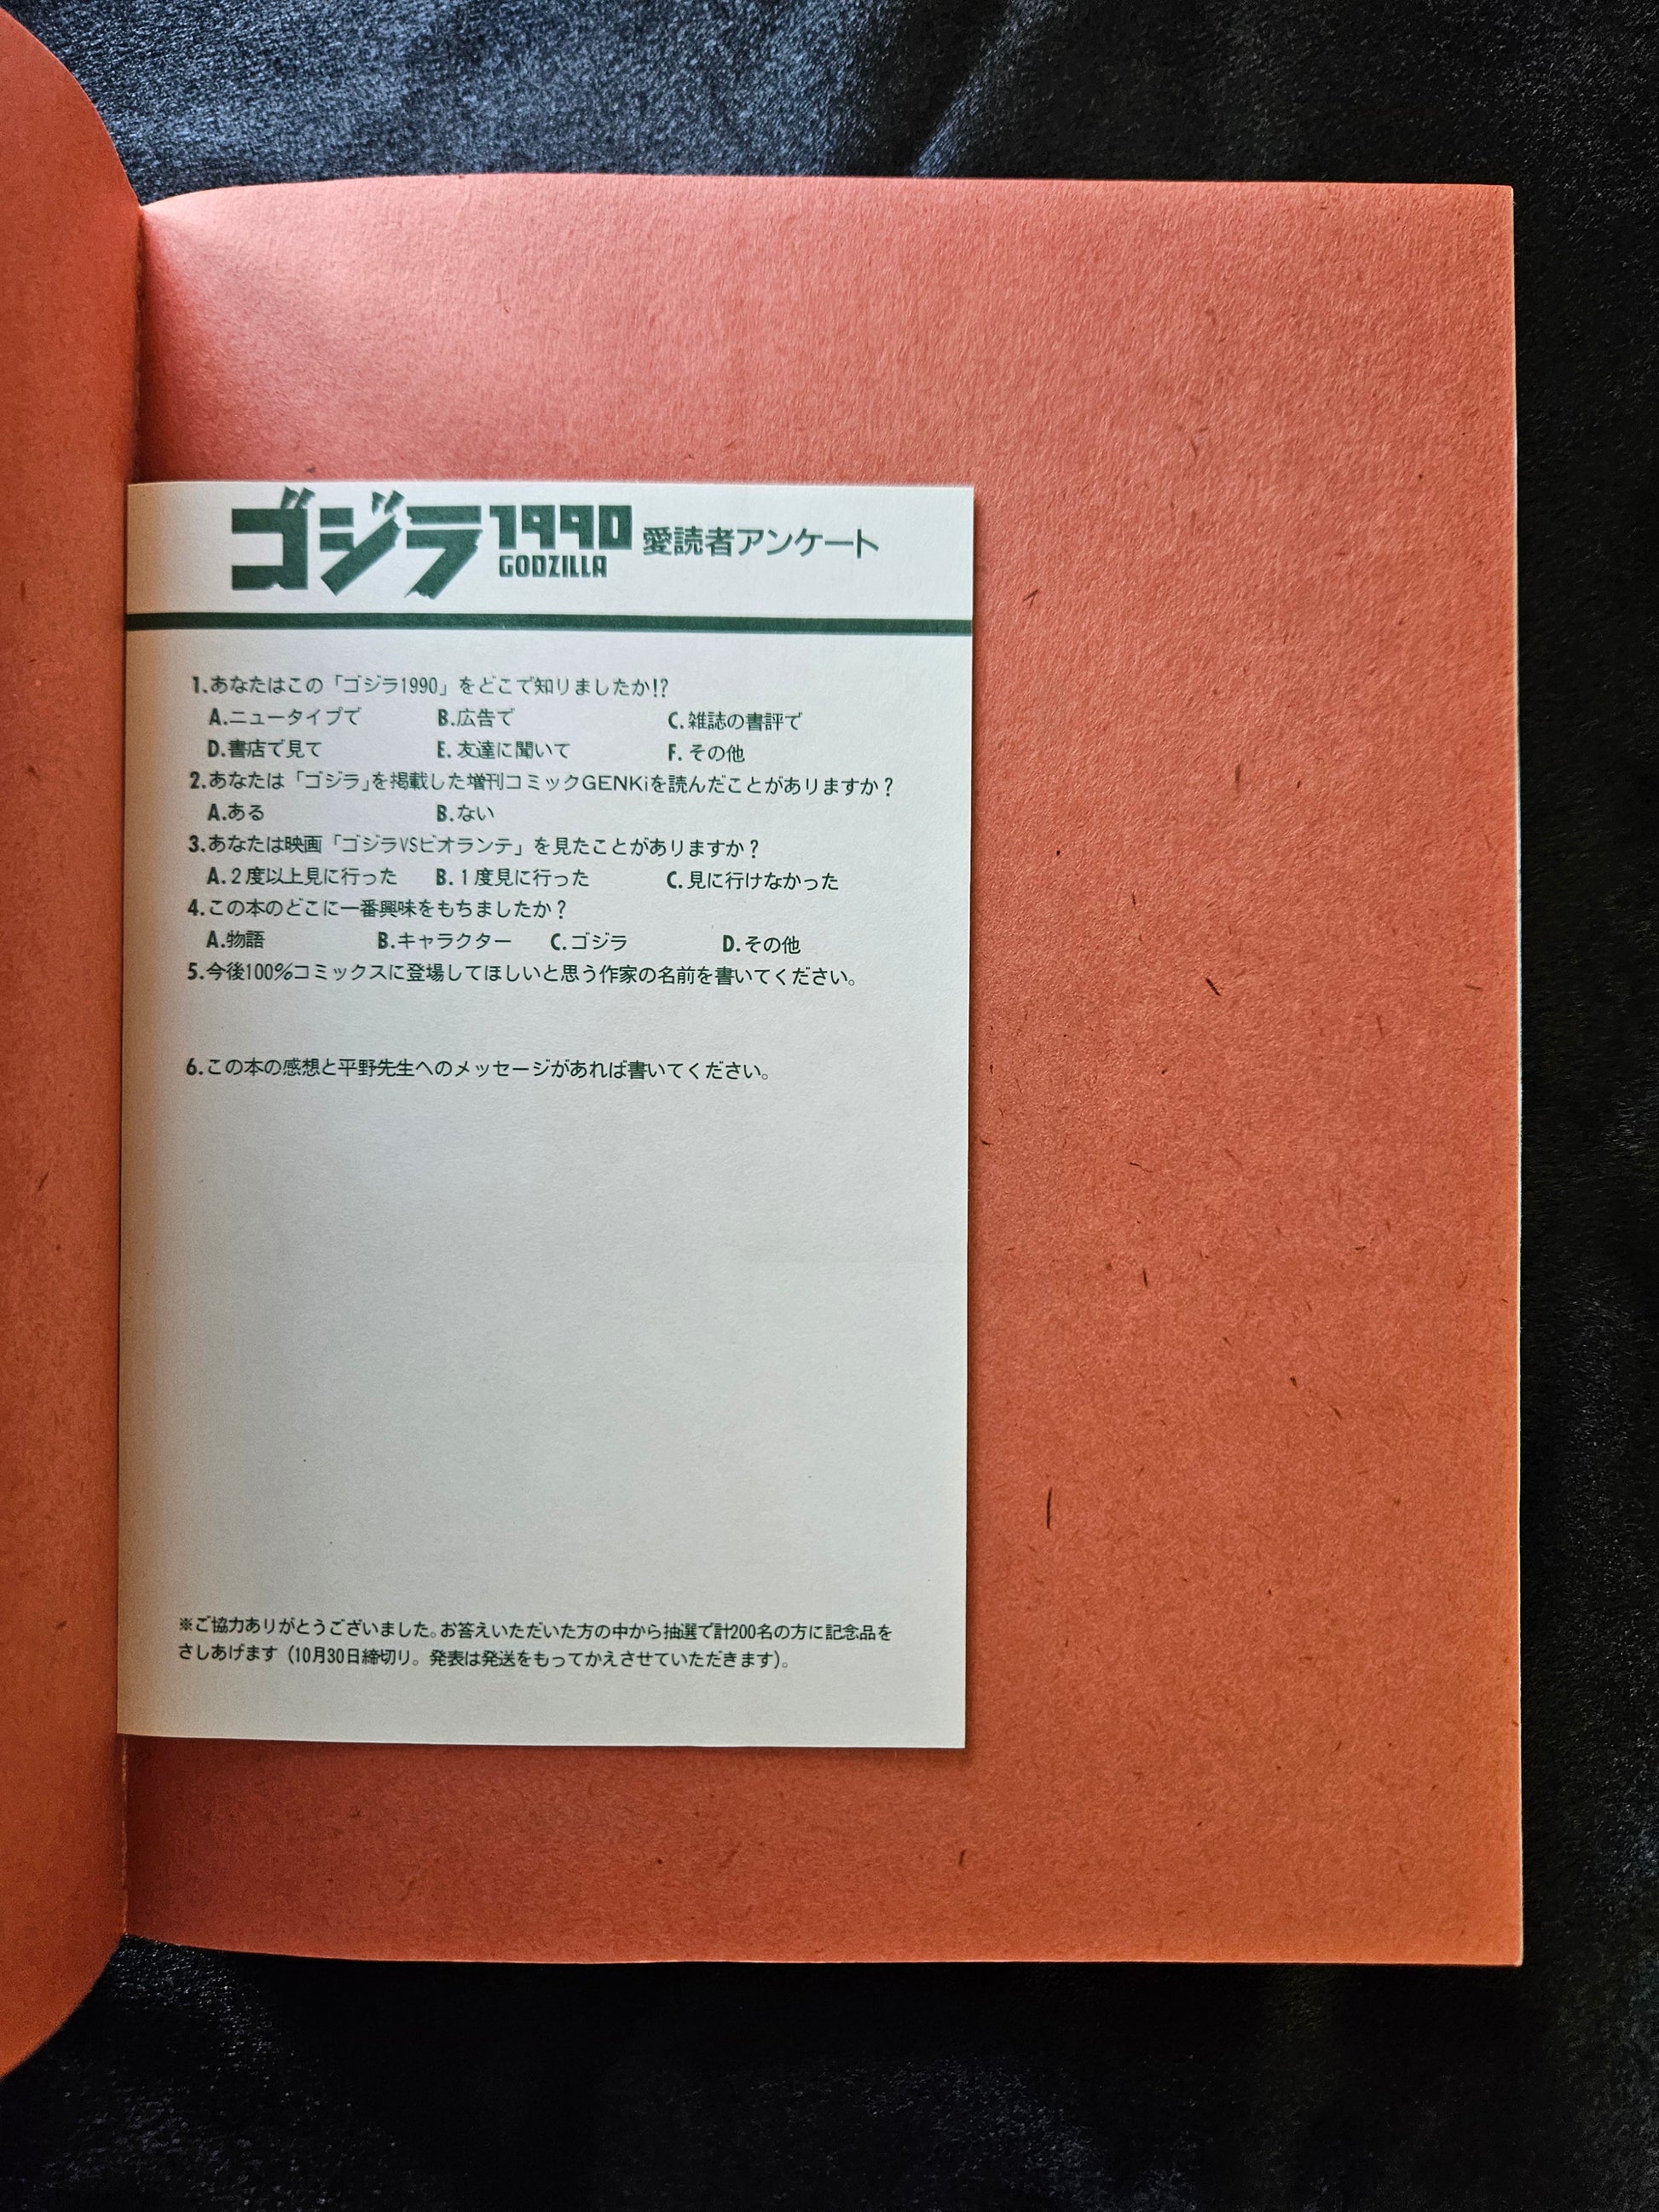 ゴジラ1990 GODZILLA 愛読者アンケート
1.あなたはこの「ゴジラ1990」をどこで知りましたか!?
A.ニュータイプで B.広告で C.雑誌の書評で
D.書店で見て E.友達に聞いて F.その他
2.あなたは「ゴジラ」を掲載した増刊コミックGENKiを読んだことがありますか？
A.ある B.ない
3.あなたは映画「ゴジラVSビオランテ」を見たことがありますか？
A.2度以上見に行った B.1度見に行った C.見に行けなかった
4.この本のどこに一番興味をもちましたか？
A.物語 B.キャラクター C.ゴジラ D.その他
5.今後100%コミックスに登場してほしいと思う作家の名前を書いてください。
6.この本の感想と平野先生へのメッセージがあれば書いてください。
※ご協力ありがとうございました。お答えいただいた方の中から抽選で計200名の方に記念品を
さしあげます（10月30日締切り。発表は発送をもってかえさせていただきます）。